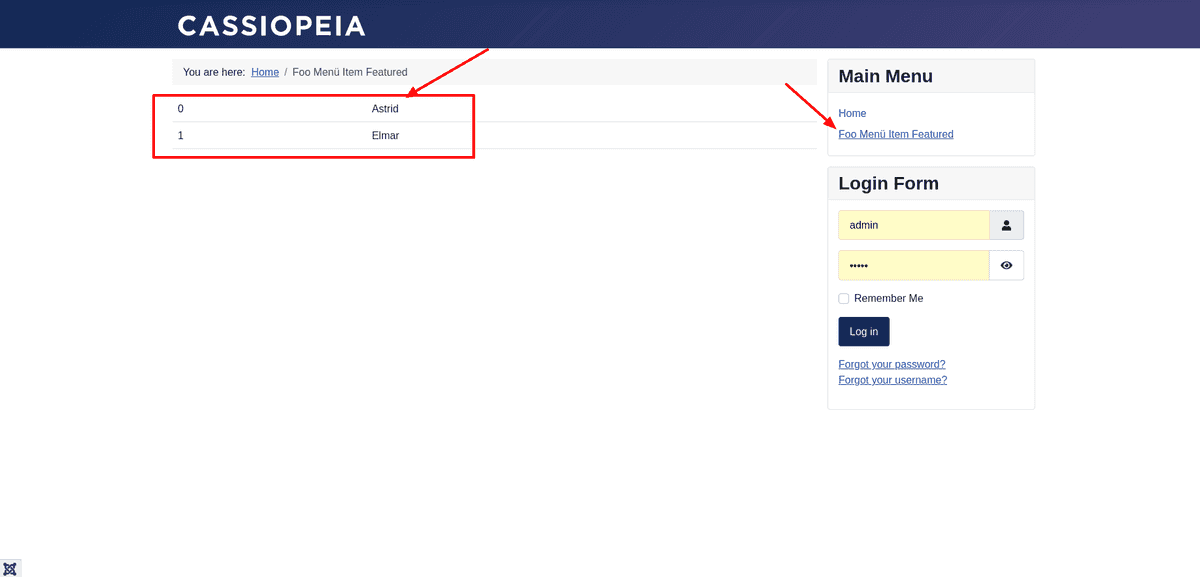 CASSIOPEIA
You are here: Home / Foo Menü Item Featured
0 Astrid
1 Elmar
Main Menu
Home
Foo Menü Item Featured
Login Form
admin
•••••
Remember Me
Log in
Forgot your password?
Forgot your username?